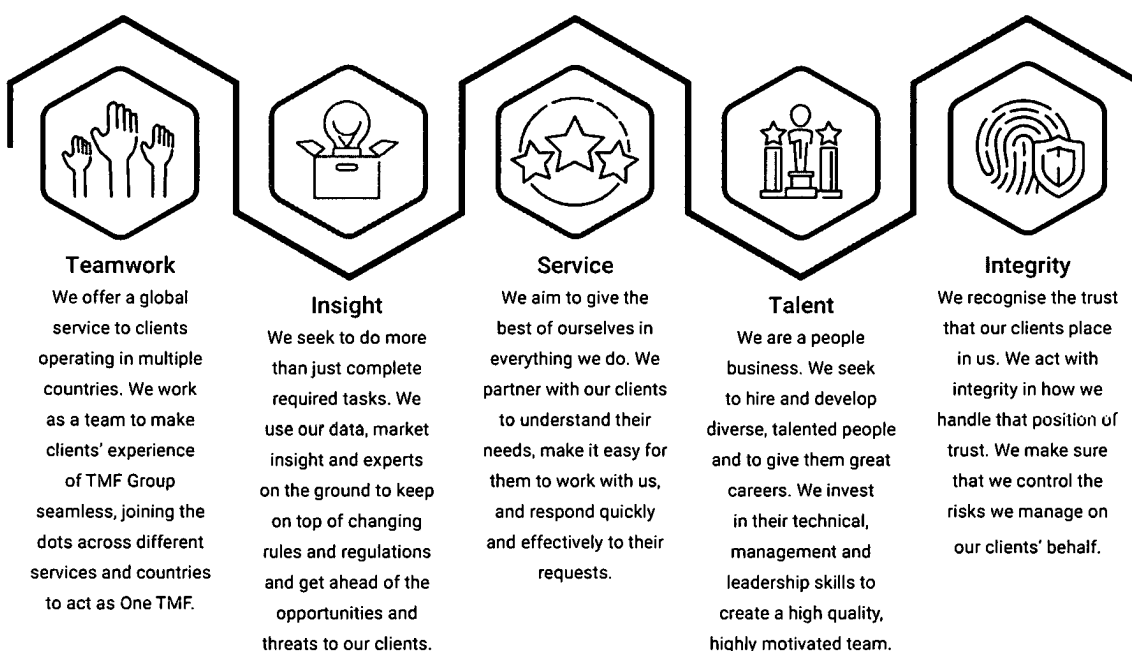 Teamwork
We offer a global
service to clients
operating in multiple
countries. We work
as a team to make
clients' experience
of TMF Group
seamless, joining the
dots across different
services and countries
to act as One TMF.
Insight
We seek to do more
than just complete
required tasks. We
use our data, market
insight and experts
on the ground to keep
on top of changing
rules and regulations
and get ahead of the
opportunities and
threats to our clients.
Service
We aim to give the
best of ourselves in
everything we do. We
partner with our clients
to understand their
needs, make it easy for
them to work with us,
and respond quickly
and effectively to their
requests.
Talent
We are a people
business. We seek
to hire and develop
diverse, talented people
and to give them great
careers. We invest
in their technical,
management and
leadership skills to
create a high quality,
highly motivated team.
Integrity
We recognise the trust
that our clients place
in us. We act with
integrity in how we
handle that position of
trust. We make sure
that we control the
risks we manage on
our clients' behalf.